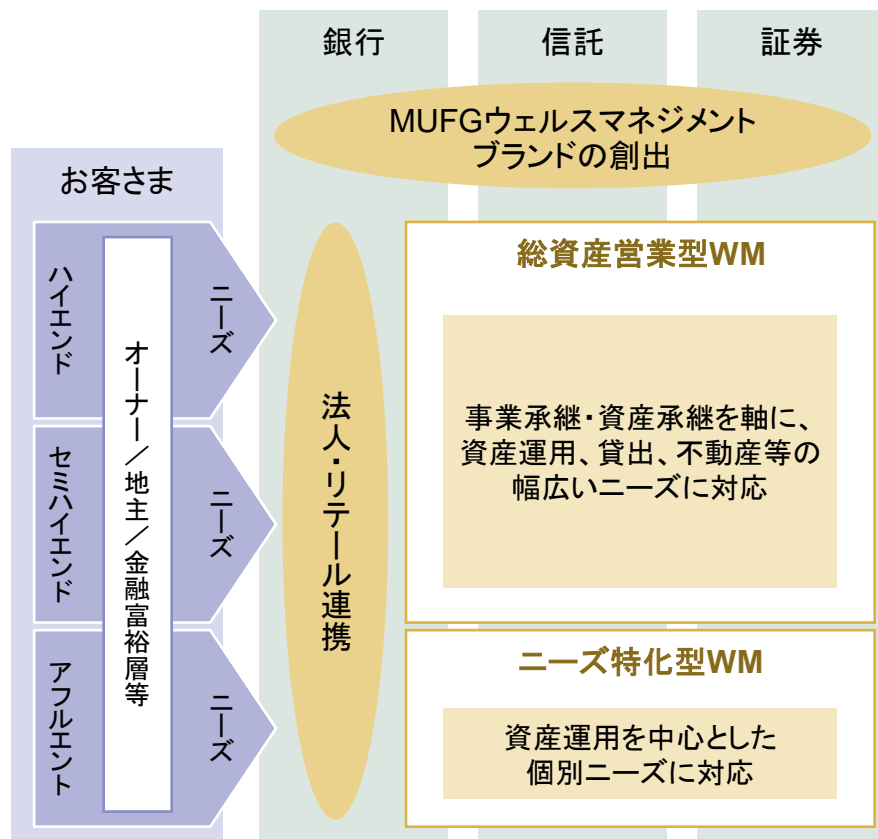 銀行
信託
証券
MUFGウェルスマネジメント
ブランドの創出
お客さま
ハイエンド
ニーズ
セミハイエンド
ニーズ
アフルエント
ニーズ
オーナー／地主／金融富裕層等
法人・リテール連携
総資産営業型WM
事業承継・資産承継を軸に、
資産運用、貸出、不動産等の
幅広いニーズに対応
ニーズ特化型WM
資産運用を中心とした
個別ニーズに対応